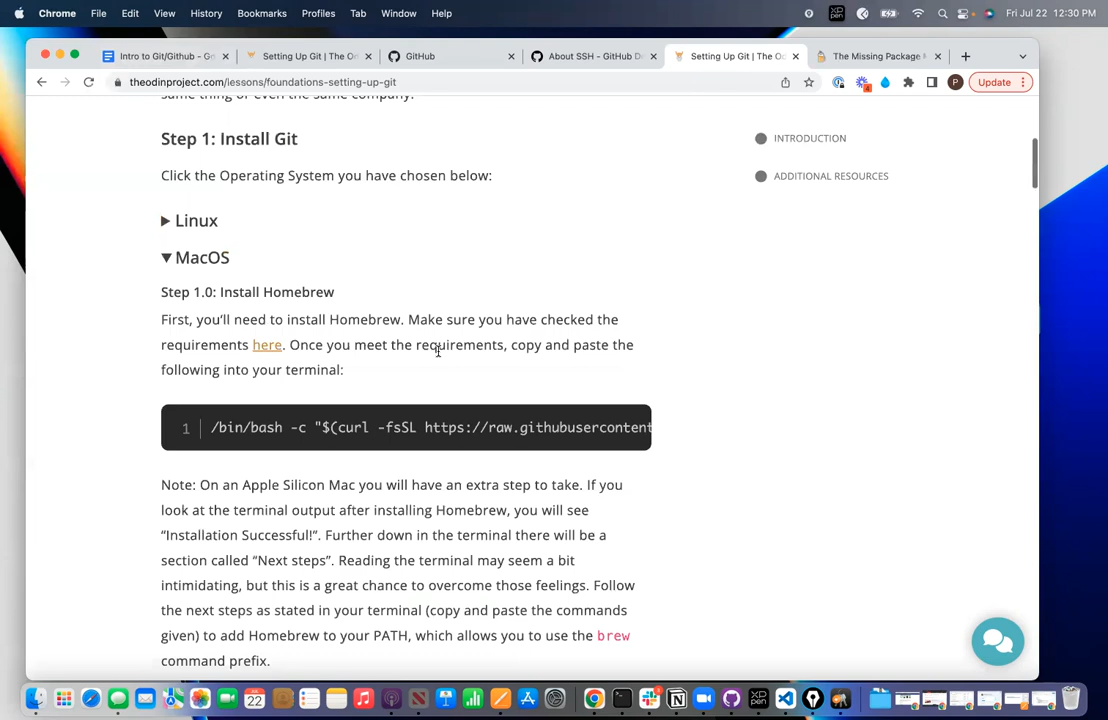 Chrome File Edit View History Bookmarks Profiles Tab Window Help Fri Jul 22 12:30 PM
Intro to Git/Github - Go
Setting Up Git | The Od
GitHub
About SSH - GitHub D
Setting Up Git | The Od
The Missing Package M
theodinproject.com/lessons/foundations-setting-up-git
P
Update
same thing or even the same company.
Step 1: Install Git
INTRODUCTION
Click the Operating System you have chosen below:
ADDITIONAL RESOURCES
Linux
MacOS
Step 1.0: Install Homebrew
First, you’ll need to install Homebrew. Make sure you have checked the
requirements here. Once you meet the requirements, copy and paste the
following into your terminal:
1 /bin/bash -c "$(curl -fsSL https://raw.githubusercontent
Note: On an Apple Silicon Mac you will have an extra step to take. If you
look at the terminal output after installing Homebrew, you will see
“Installation Successful!”. Further down in the terminal there will be a
section called “Next steps”. Reading the terminal may seem a bit
intimidating, but this is a great chance to overcome those feelings. Follow
the next steps as stated in your terminal (copy and paste the commands
given) to add Homebrew to your PATH, which allows you to use the brew
command prefix.
JUL
22